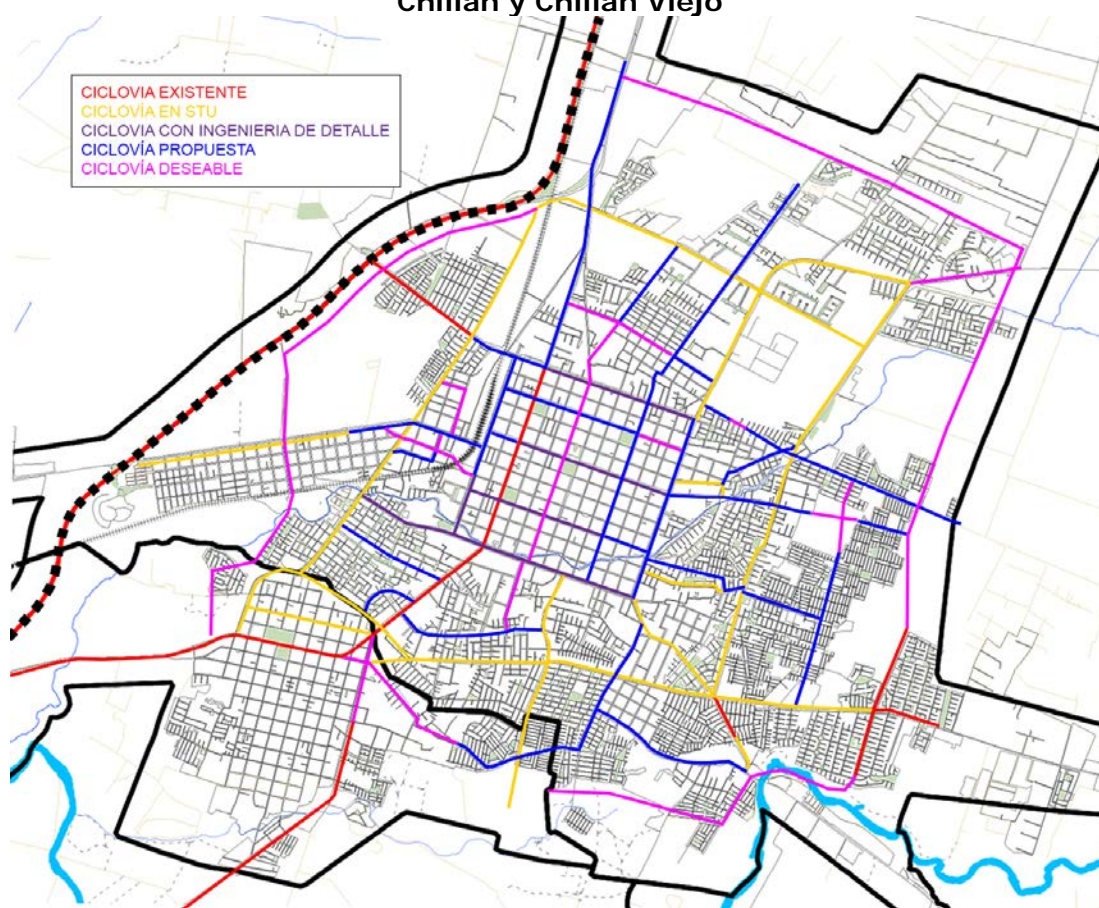 Chillán y Chillán Viejo
CICLOVIA EXISTENTE
CICLOVÍA EN STU
CICLOVIA CON INGENIERIA DE DETALLE
CICLOVÍA PROPUESTA
CICLOVÍA DESEABLE